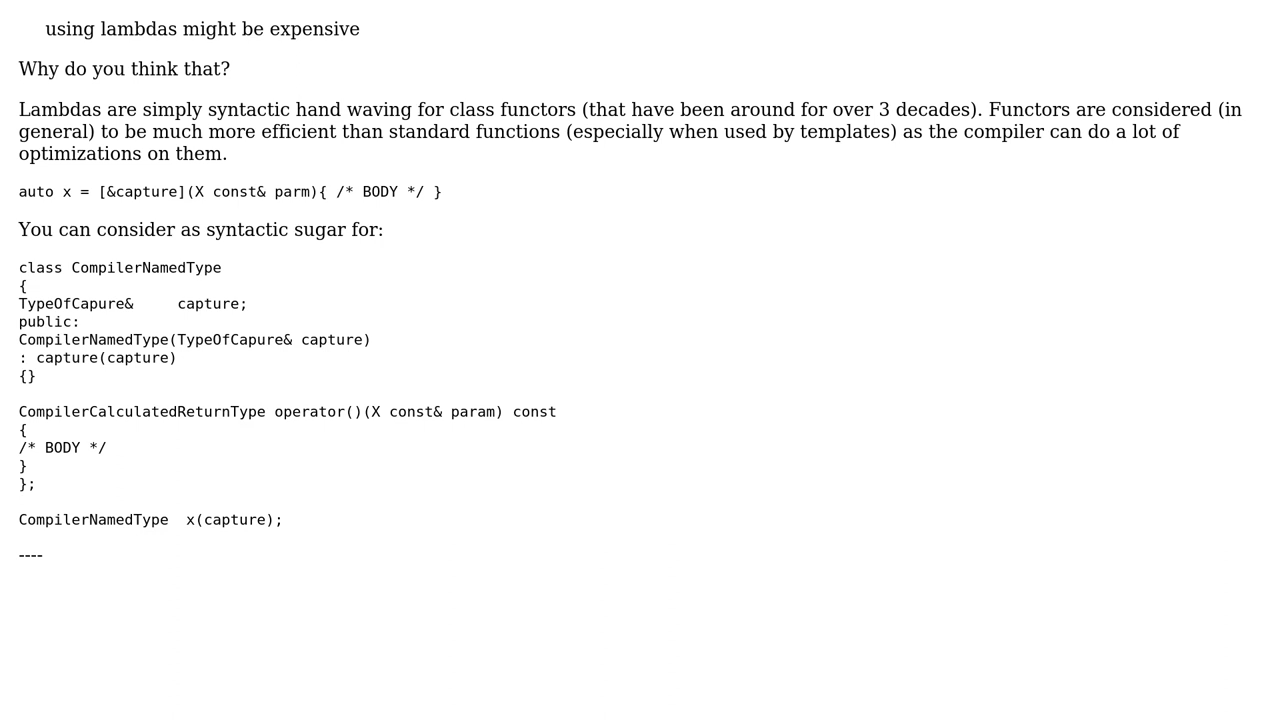 using lambdas might be expensive
Why do you think that?
Lambdas are simply syntactic hand waving for class functors (that have been around for over 3 decades). Functors are considered (in
general) to be much more efficient than standard functions (especially when used by templates) as the compiler can do a lot of
optimizations on them.
auto x = [&capture](X const& parm){ /* BODY */ }
You can consider as syntactic sugar for:
class CompilerNamedType
{
TypeOfCapure&     capture;
public:
CompilerNamedType(TypeOfCapure& capture)
: capture(capture)
{}
CompilerCalculatedReturnType operator()(X const& param) const
{
/* BODY */
}
};
CompilerNamedType  x(capture);
----